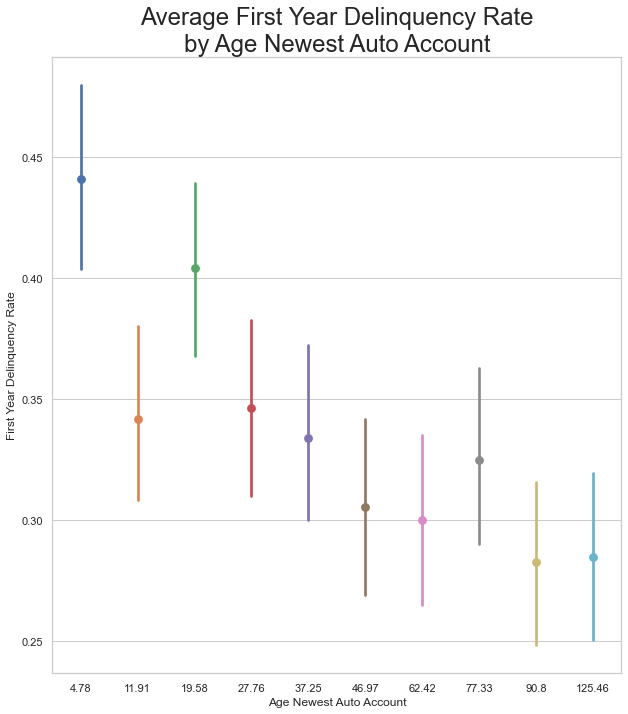 Average First Year Delinquency Rate
by Age Newest Auto Account
First Year Delinquency Rate
0.45
0.40
0.35
0.30
0.25
4.78 11.91 19.58 27.76 37.25 46.97 62.42 77.33 90.8 125.46
Age Newest Auto Account